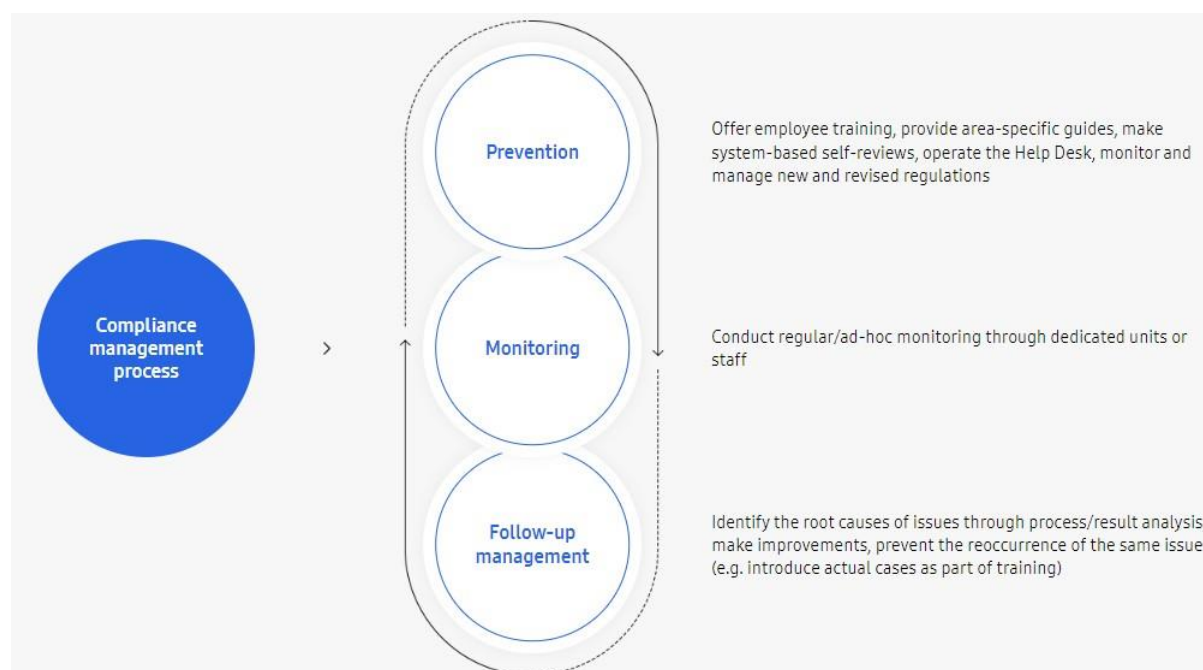 Prevention
Offer employee training, provide area-specific guides, make
system-based self-reviews, operate the Help Desk, monitor and
manage new and revised regulations
Compliance
management
process
Monitoring
Conduct regular/ad-hoc monitoring through dedicated units or
staff
Follow-up
management
Identify the root causes of issues through process/result analysis
make improvements, prevent the reoccurrence of the same issue
(e.g. introduce actual cases as part of training)